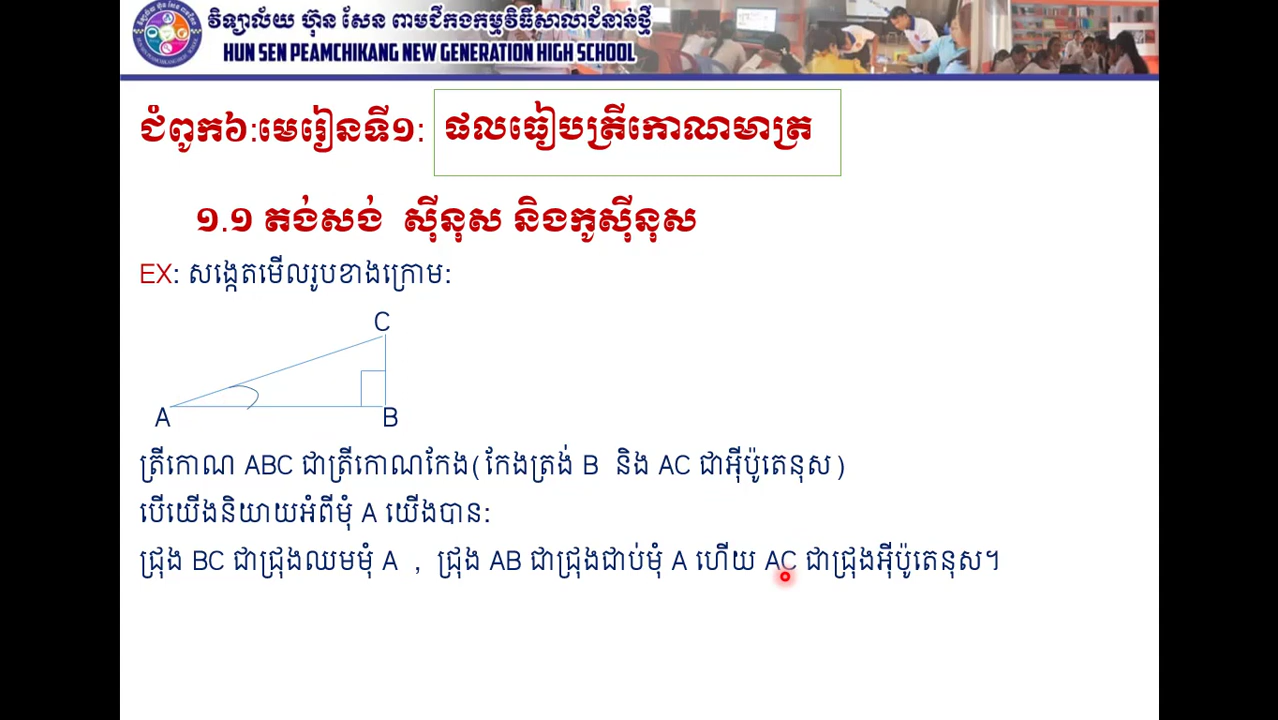 វិទ្យាល័យ ហ៊ុន សែន ពាមជីកងកម្មវិធីសាលាជំនាន់ថ្មី
HUN SEN PEAMCHIKANG NEW GENERATION HIGH SCHOOL
ជំពូក៦:មេរៀនទី១: ផលធៀបត្រីកោណមាត្រ
១.១ តង់សង់ ស៊ីនុស និងកូស៊ីនុស
EX: សង្កេតមើលរូបខាងក្រោម:
C
A
B
ត្រីកោណ ABC ជាត្រីកោណកែង( កែងត្រង់ B និង AC ជាអ៊ីប៉ូតេនុស )
បើយើងនិយាយអំពីមុំ A យើងបាន:
ជ្រុង BC ជាជ្រុងឈមមុំ A , ជ្រុង AB ជាជ្រុងជាប់មុំ A ហើយ AC ជាជ្រុងអ៊ីប៉ូតេនុស។